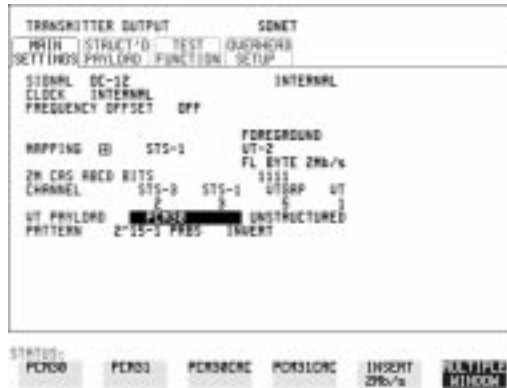 TRANSMITTER OUTPUT SONET
MAIN SETTINGS STRUCT'D PAYLOAD TEST FUNCTION OVERHEAD SETUP
SIGNAL OC-12 INTERNAL
CLOCK INTERNAL
FREQUENCY OFFSET OFF
FOREGROUND
MAPPING STS-1 VT-2
FL BYTE 2Mb/s
2M CAS ABCD BITS 1111
CHANNEL STS-3 STS-1 VTGRP VT
2 3 1
VT PAYLOAD PCM30 UNSTRUCTURED
PATTERN 2^15-1 PRBS INVERT
STATUS:
PCM30 PCM31 PCM30CRC PCM31CRC INSERT 2Mb/s MULTIPLE WINDOW